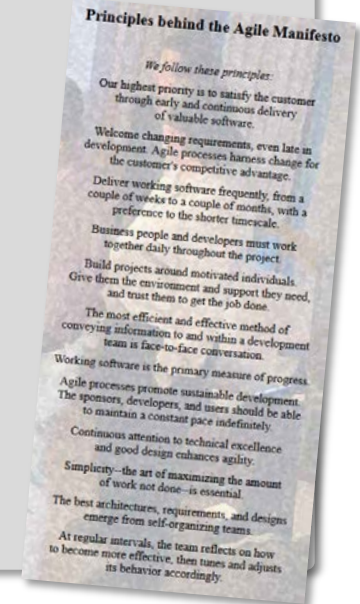 Principles behind the Agile Manifesto
We follow these principles:
Our highest priority is to satisfy the customer
through early and continuous delivery
of valuable software.
Welcome changing requirements, even late in
development. Agile processes harness change for
the customer's competitive advantage.
Deliver working software frequently, from a
couple of weeks to a couple of months, with a
preference to the shorter timescale.
Business people and developers must work
together daily throughout the project.
Build projects around motivated individuals.
Give them the environment and support they need,
and trust them to get the job done.
The most efficient and effective method of
conveying information to and within a development
team is face-to-face conversation.
Working software is the primary measure of progress.
Agile processes promote sustainable development.
The sponsors, developers, and users should be able
to maintain a constant pace indefinitely.
Continuous attention to technical excellence
and good design enhances agility.
Simplicity--the art of maximizing the amount
of work not done--is essential.
The best architectures, requirements, and designs
emerge from self-organizing teams.
At regular intervals, the team reflects on how
to become more effective, then tunes and adjusts
its behavior accordingly.